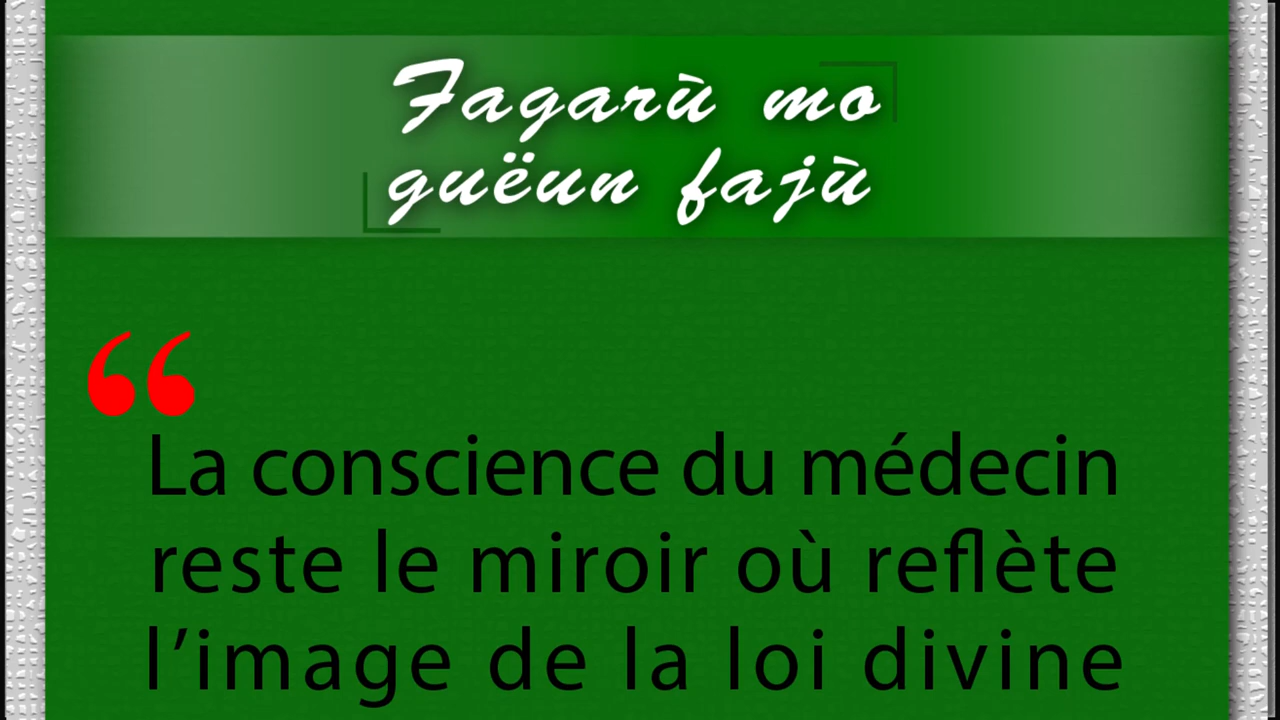 Fagarù mo
guëun fajù
“
La conscience du médecin
reste le miroir où reflète
l’image de la loi divine